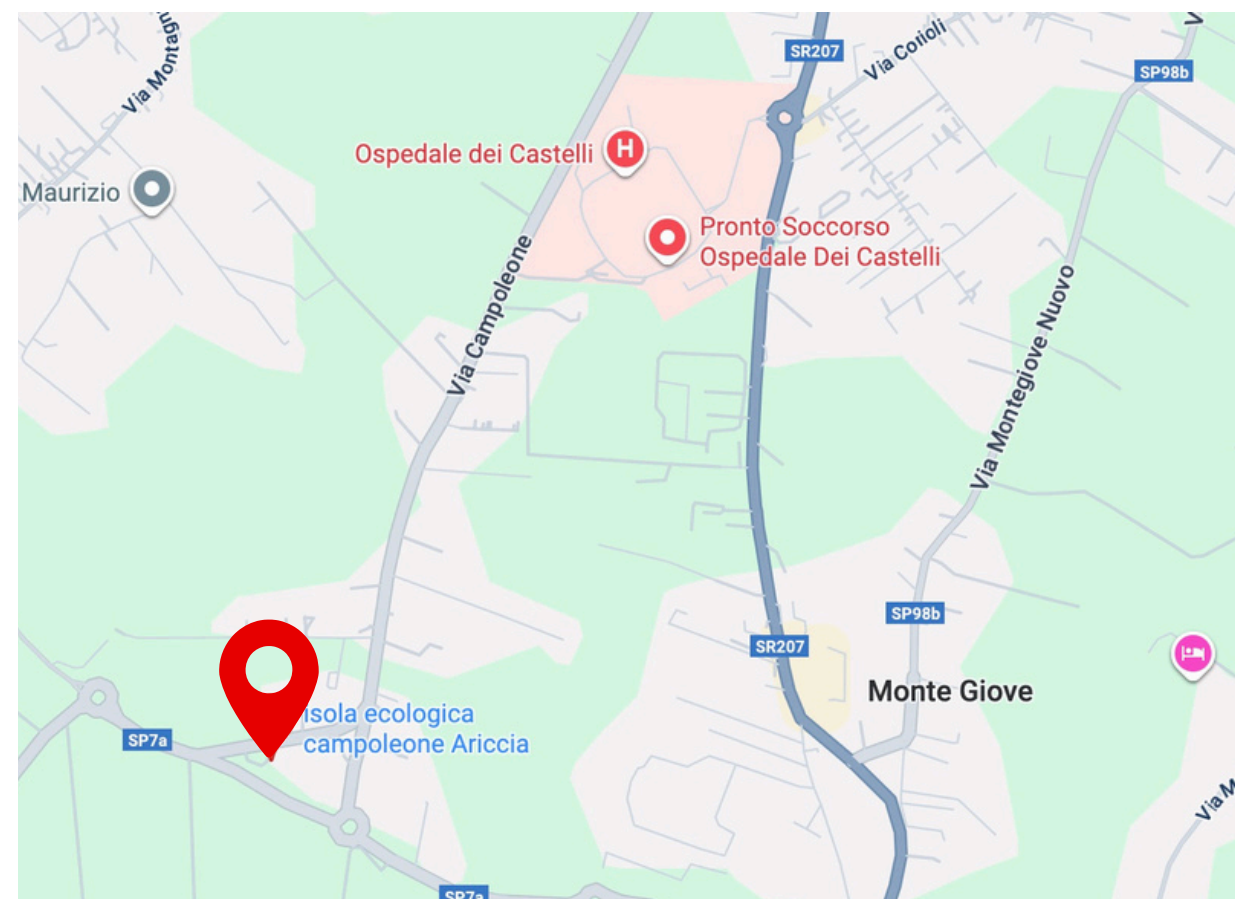 Via Montagn
SR207
Via Corioli
SP98b
Ospedale dei Castelli
H
Maurizio
Pronto Soccorso
Ospedale Dei Castelli
Via Campoleone
Via Montegiove Nuovo
SP98b
SR207
Monte Giove
isola ecologica
campoleone Ariccia
SP7a
Via M
SP7a